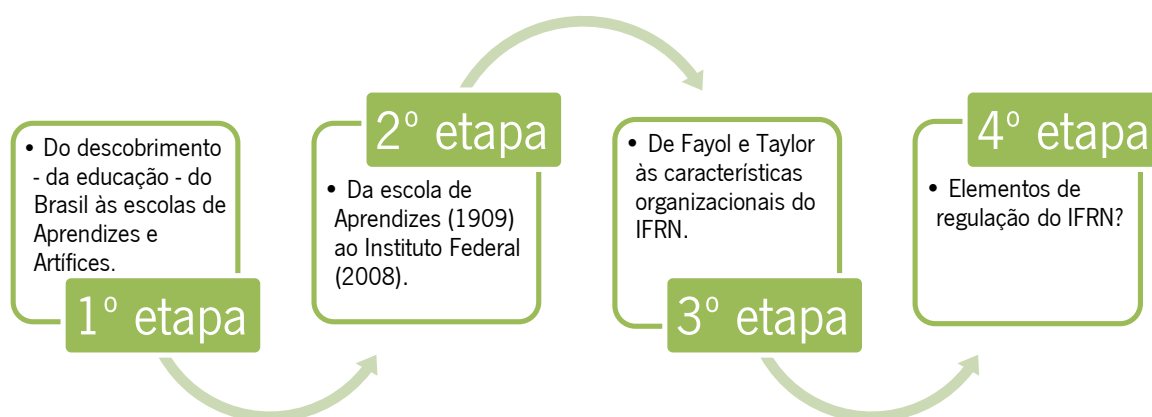 • Do descobrimento
- da educação - do
Brasil às escolas de
Aprendizes e
Artífices.
1º etapa
2º etapa
• Da escola de
Aprendizes (1909)
ao Instituto Federal
(2008).
• De Fayol e Taylor
às características
organizacionais do
IFRN.
3º etapa
4º etapa
• Elementos de
regulação do IFRN?